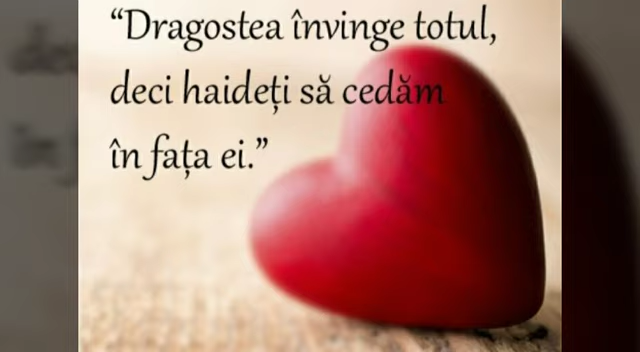 “Dragostea învinge totul,
deci haideți să cedăm
în fața ei.”